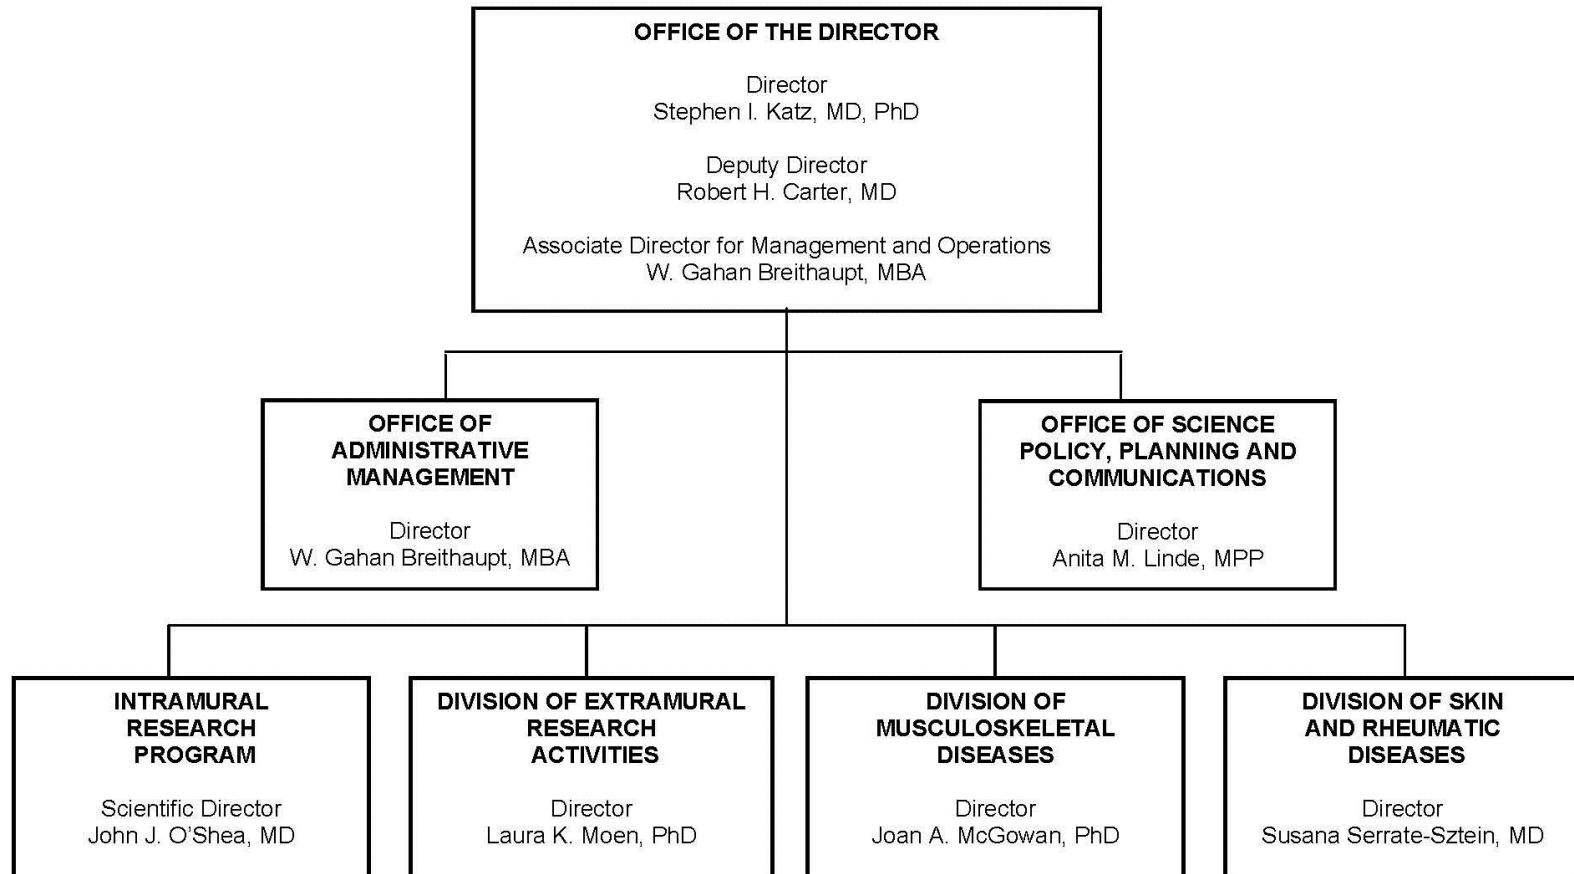 OFFICE OF THE DIRECTOR
Director
Stephen I. Katz, MD, PhD
Deputy Director
Robert H. Carter, MD
Associate Director for Management and Operations
W. Gahan Breithaupt, MBA
OFFICE OF
ADMINISTRATIVE
MANAGEMENT
Director
W. Gahan Breithaupt, MBA
OFFICE OF SCIENCE
POLICY, PLANNING AND
COMMUNICATIONS
Director
Anita M. Linde, MPP
INTRAMURAL
RESEARCH
PROGRAM
Scientific Director
John J. O'Shea, MD
DIVISION OF EXTRAMURAL
RESEARCH
ACTIVITIES
Director
Laura K. Moen, PhD
DIVISION OF
MUSCULOSKELETAL
DISEASES
Director
Joan A. McGowan, PhD
DIVISION OF SKIN
AND RHEUMATIC
DISEASES
Director
Susana Serrate-Sztein, MD